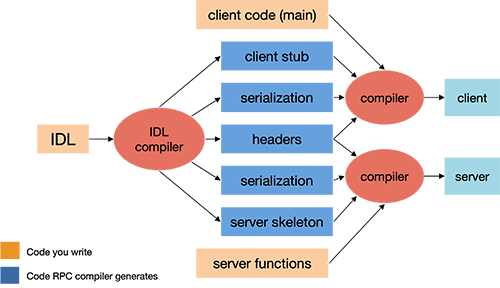 client code (main)
client stub
serialization
compiler
client
IDL
IDL
compiler
headers
serialization
compiler
server
server skeleton
server functions
Code you write
Code RPC compiler generates